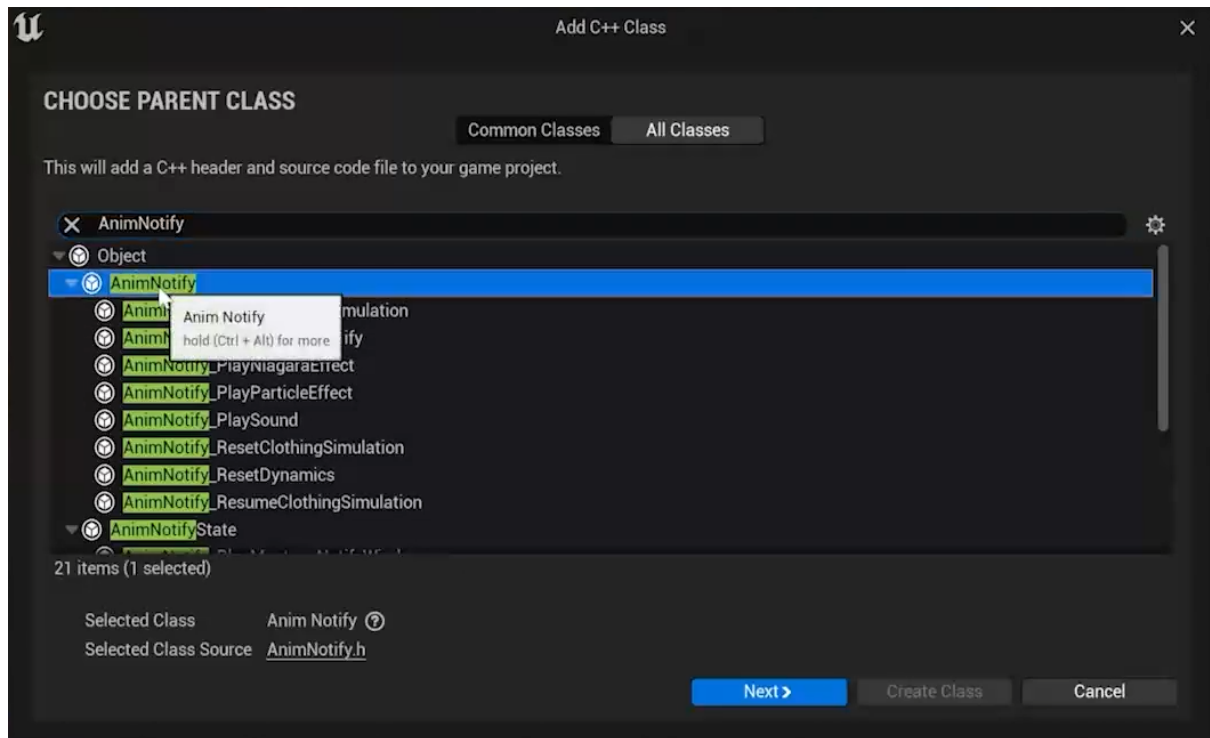 Add C++ Class
CHOOSE PARENT CLASS
Common Classes All Classes
This will add a C++ header and source code file to your game project.
AnimNotify
Object
AnimNotify
mulation
Anim Notify
ify
hold (Ctrl + Alt) for more
AnimNotify_PlayNiagaraEffect
AnimNotify_PlayParticleEffect
AnimNotify_PlaySound
AnimNotify_ResetClothingSimulation
AnimNotify_ResetDynamics
AnimNotify_ResumeClothingSimulation
AnimNotifyState
21 items (1 selected)
Selected Class Anim Notify ?
Selected Class Source AnimNotify.h
Next Create Class Cancel